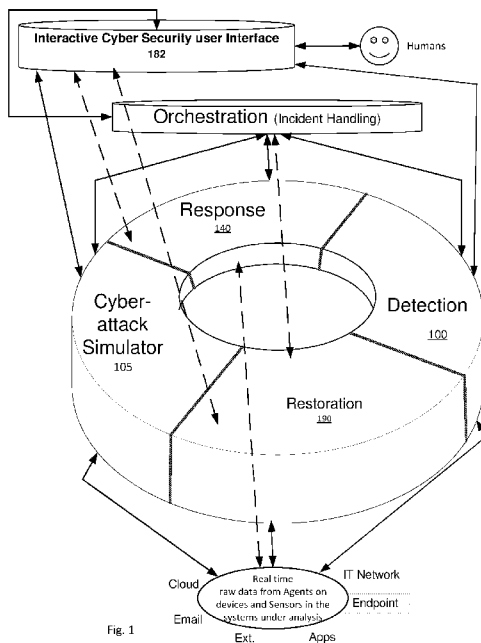 Interactive Cyber Security user Interface
182
Humans
Orchestration (Incident Handling)
Response
140
Cyber-
attack
Simulator
105
Detection
100
Restoration
190
Real time
raw data from Agents on
devices and Sensors in the
systems under analysis
Cloud
Email
Ext.
Apps
Endpoint
IT Network
Fig. 1